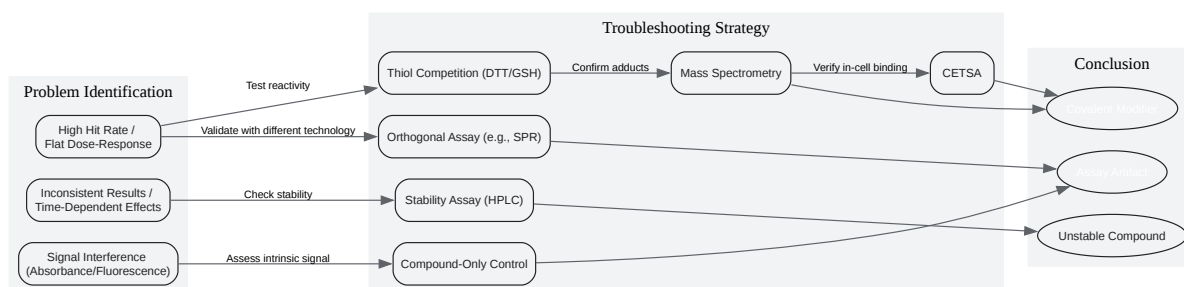 Troubleshooting Strategy
Problem Identification
Conclusion
Test reactivity
Thiol Competition (DTT/GSH)
Confirm adducts
Mass Spectrometry
Verify in-cell binding
CETSA
Covalent Modifier
High Hit Rate /
Flat Dose-Response
Validate with different technology
Orthogonal Assay (e.g., SPR)
Assay Artifact
Inconsistent Results /
Time-Dependent Effects
Check stability
Stability Assay (HPLC)
Unstable Compound
Signal Interference
(Absorbance/Fluorescence)
Assess intrinsic signal
Compound-Only Control